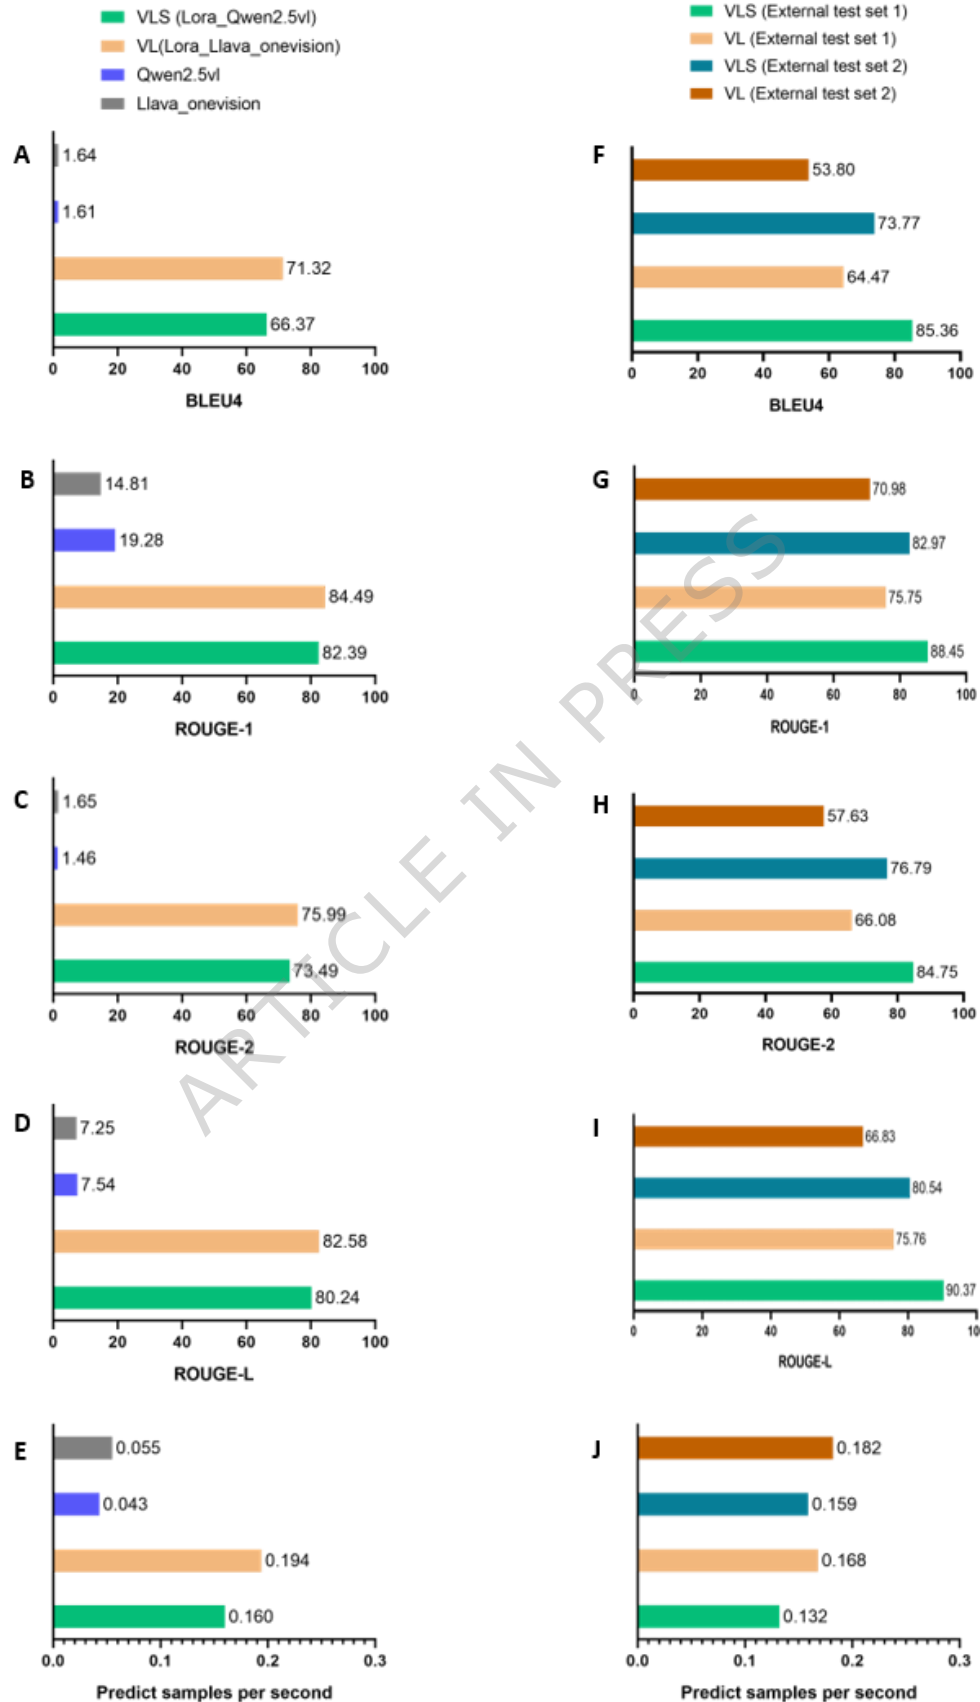 VLS (Lora_Qwen2.5vl)
VL(Lora_Llava_onevision)
Qwen2.5vl
Llava_onevision
A
1.64
1.61
71.32
66.37
0 20 40 60 80 100
BLEU4
B
14.81
19.28
84.49
82.39
0 20 40 60 80 100
ROUGE-1
C
1.65
1.46
75.99
73.49
0 20 40 60 80 100
ROUGE-2
D
7.25
7.54
82.58
80.24
0 20 40 60 80 100
ROUGE-L
E
0.055
0.043
0.194
0.160
0.0 0.1 0.2 0.3
Predict samples per second
VLS (External test set 1)
VL (External test set 1)
VLS (External test set 2)
VL (External test set 2)
F
53.80
73.77
64.47
85.36
0 20 40 60 80 100
BLEU4
G
70.98
82.97
75.75
88.45
0 20 40 60 80 100
ROUGE-1
H
57.63
76.79
66.08
84.75
0 20 40 60 80 100
ROUGE-2
I
66.83
80.54
75.76
90.37
0 20 40 60 80
ROUGE-L
J
0.182
0.159
0.168
0.132
0.0 0.1 0.2 0.3
Predict samples per second
ARTICLE IN PRESS